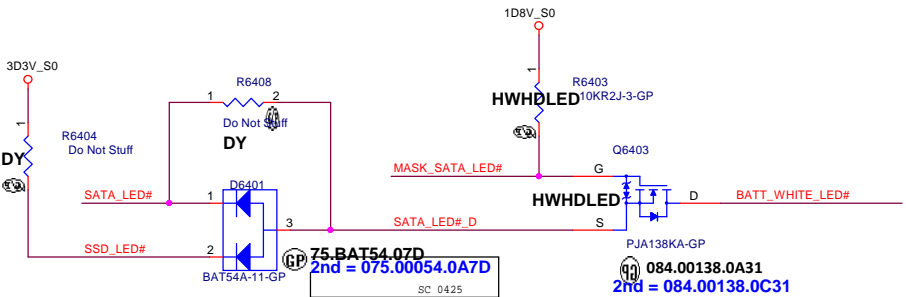 1D8V_S0
3D3V_S0
R6408
1
2
Do Not Stuff
DY
1
R6403
10KR2J-3-GP
HWHDLED
1
R6404
Do Not Stuff
DY
MASK_SATA_LED#
G
Q6403
SATA_LED#
1
D6401
3
SATA_LED#_D
HWHDLED
S
D
BATT_WHITE_LED#
SSD_LED#
2
BAT54A-11-GP
GP
75.BAT54.07D
2nd = 075.00054.0A7D
SC 0425
PJA138KA-GP
084.00138.0A31
2nd = 084.00138.0C31